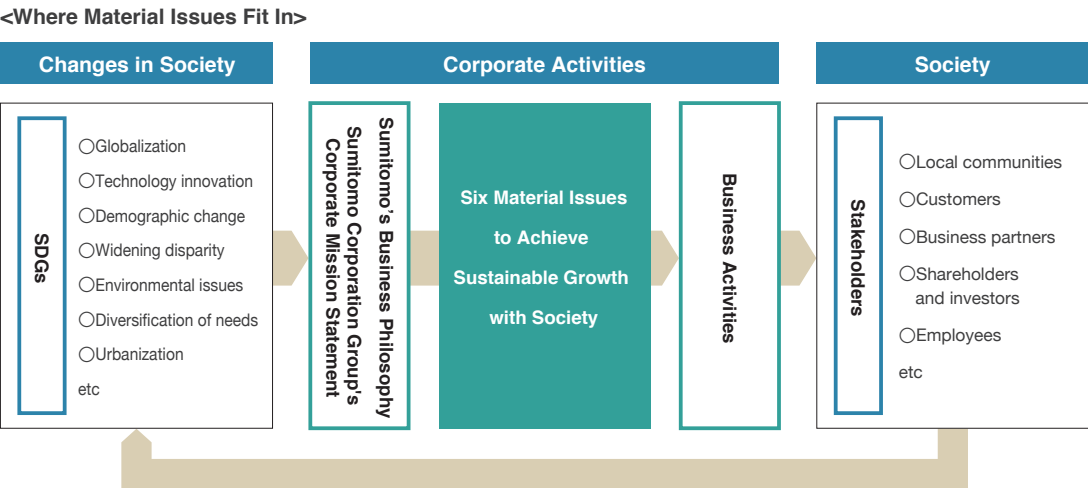 <Where Material Issues Fit In>
Changes in Society
SDGs
○Globalization
○Technology innovation
○Demographic change
○Widening disparity
○Environmental issues
○Diversification of needs
○Urbanization
etc
Corporate Activities
Sumitomo's Business Philosophy
Sumitomo Corporation Group's
Corporate Mission Statement
Six Material Issues
to Achieve
Sustainable Growth
with Society
Business Activities
Society
Stakeholders
○Local communities
○Customers
○Business partners
○Shareholders
and investors
○Employees
etc